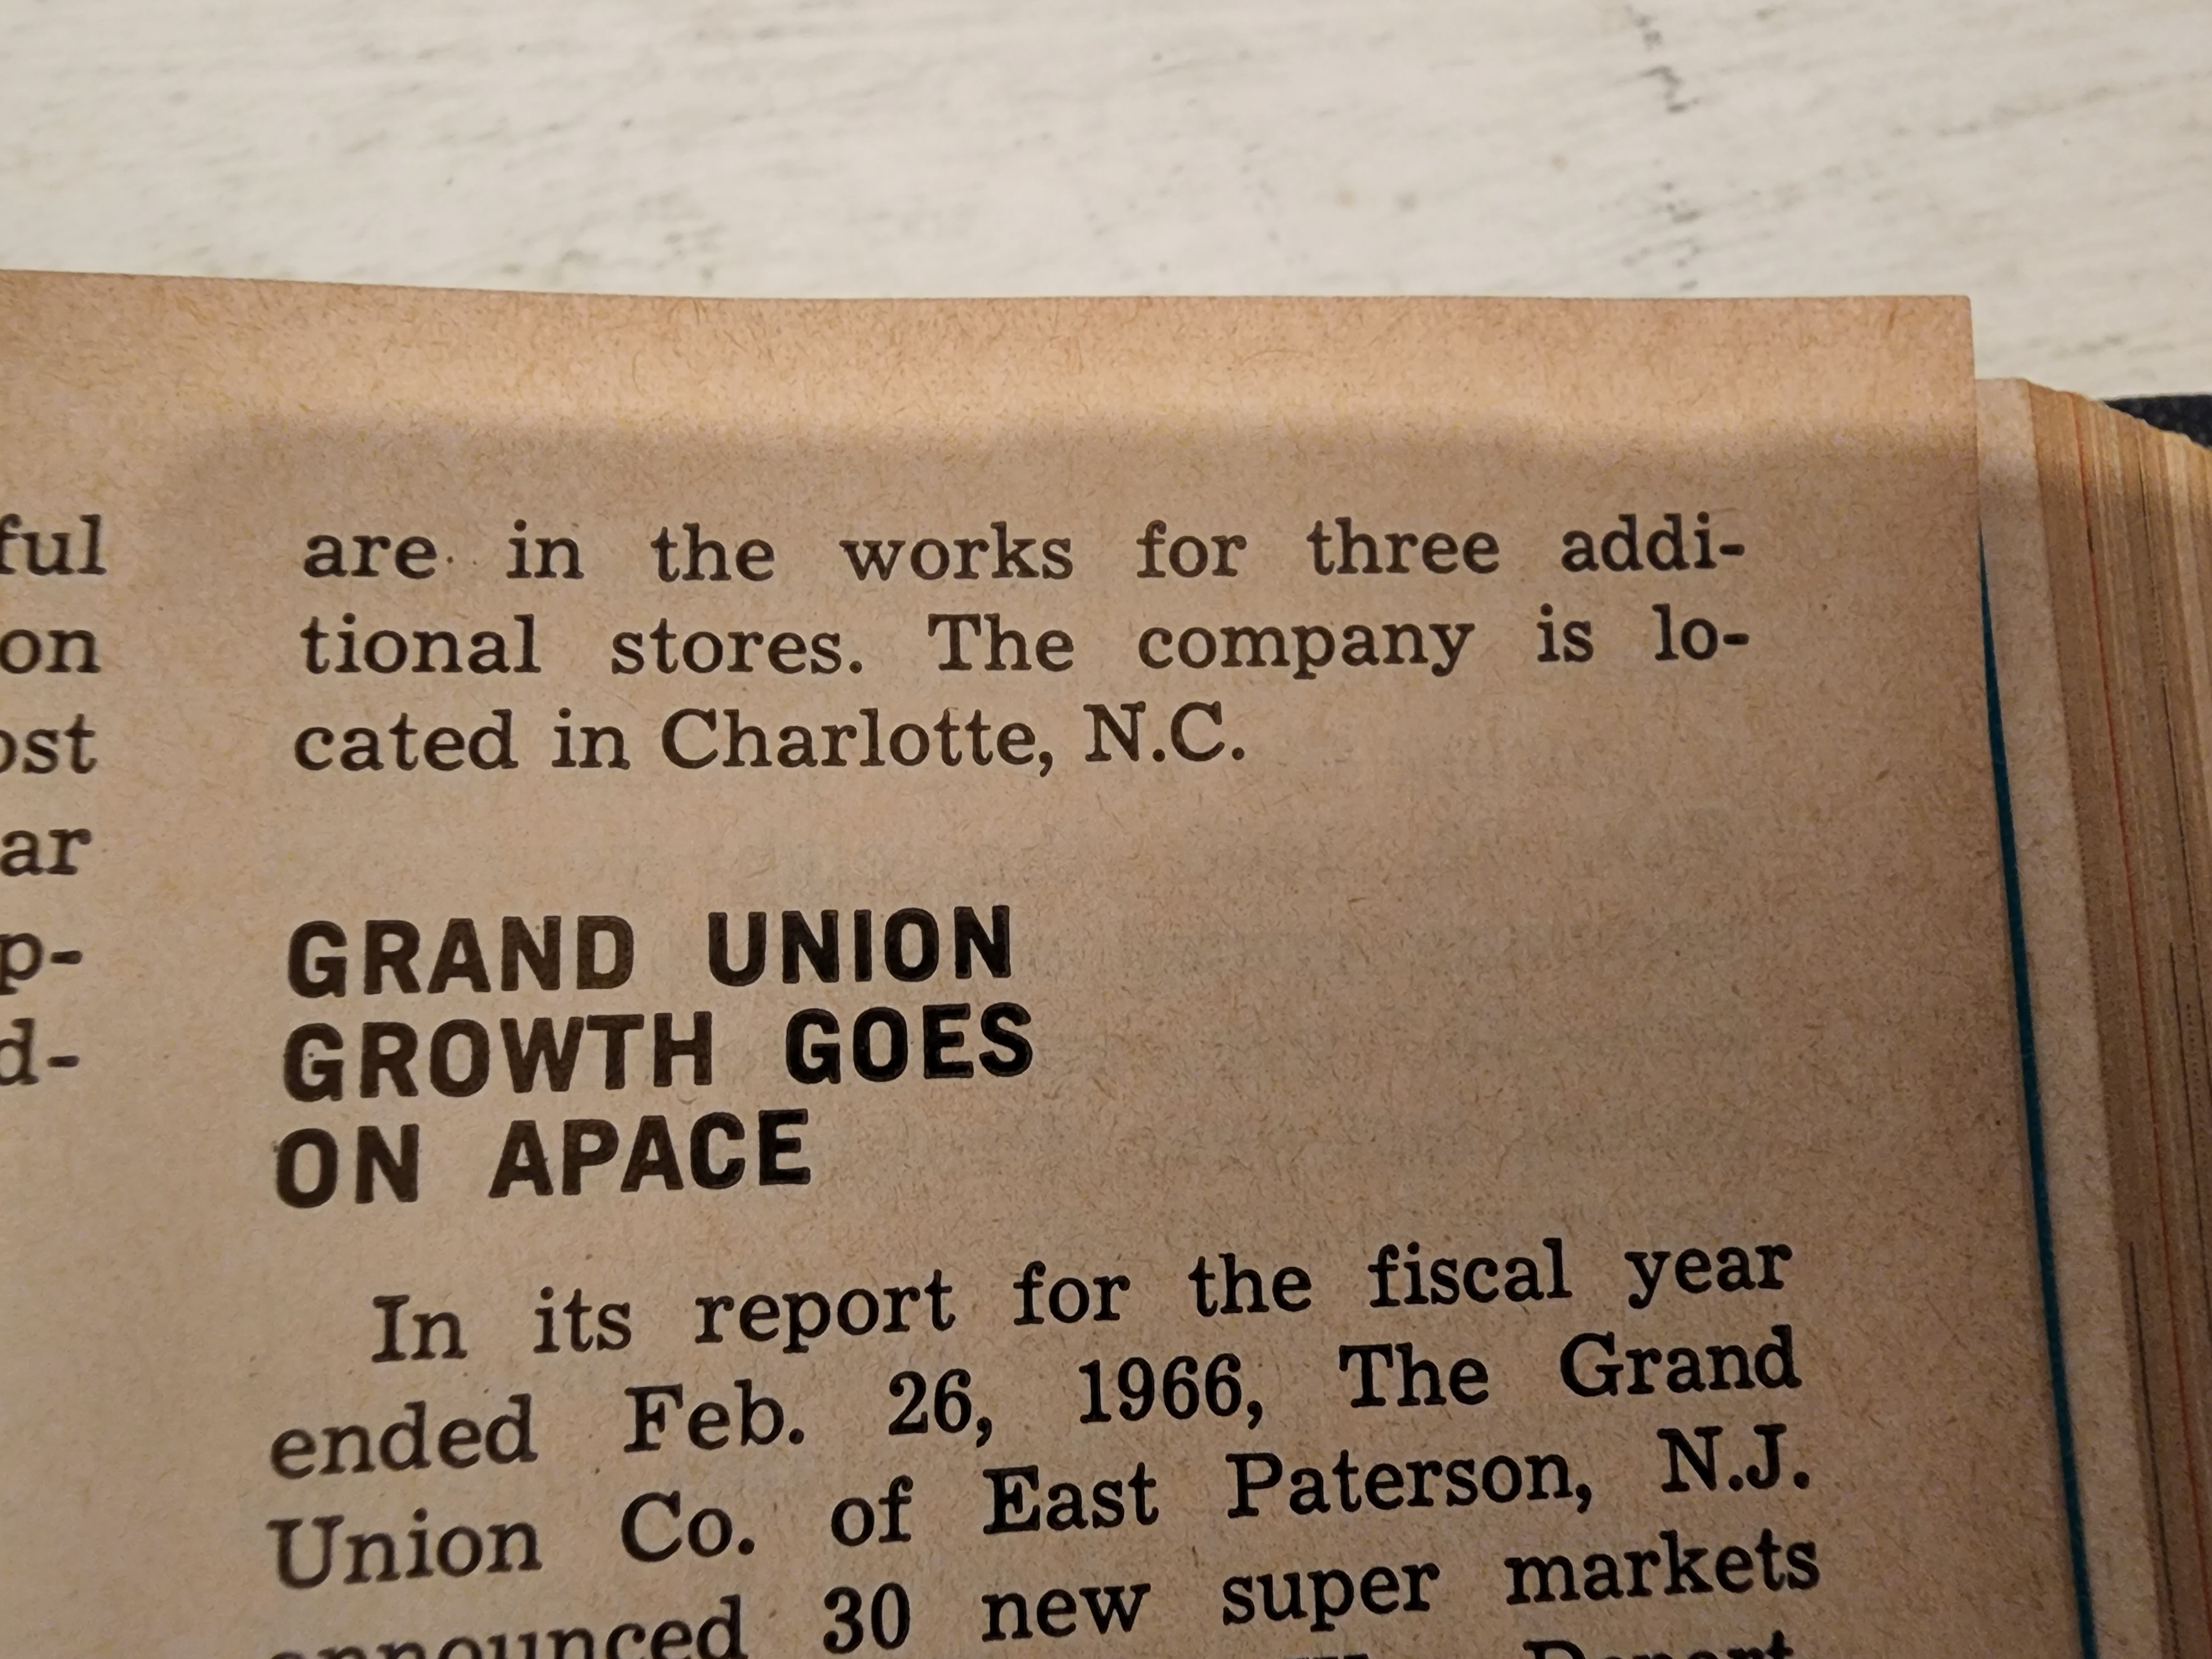 ful
on
ost
ar
p-
d-
are in the works for three addi-
tional stores. The company is lo-
cated in Charlotte, N.C.
GRAND UNION
GROWTH GOES
ON APACE
In its report for the fiscal year
ended Feb. 26, 1966, The Grand
Union Co. of East Paterson, N.J.
announced 30 new super markets